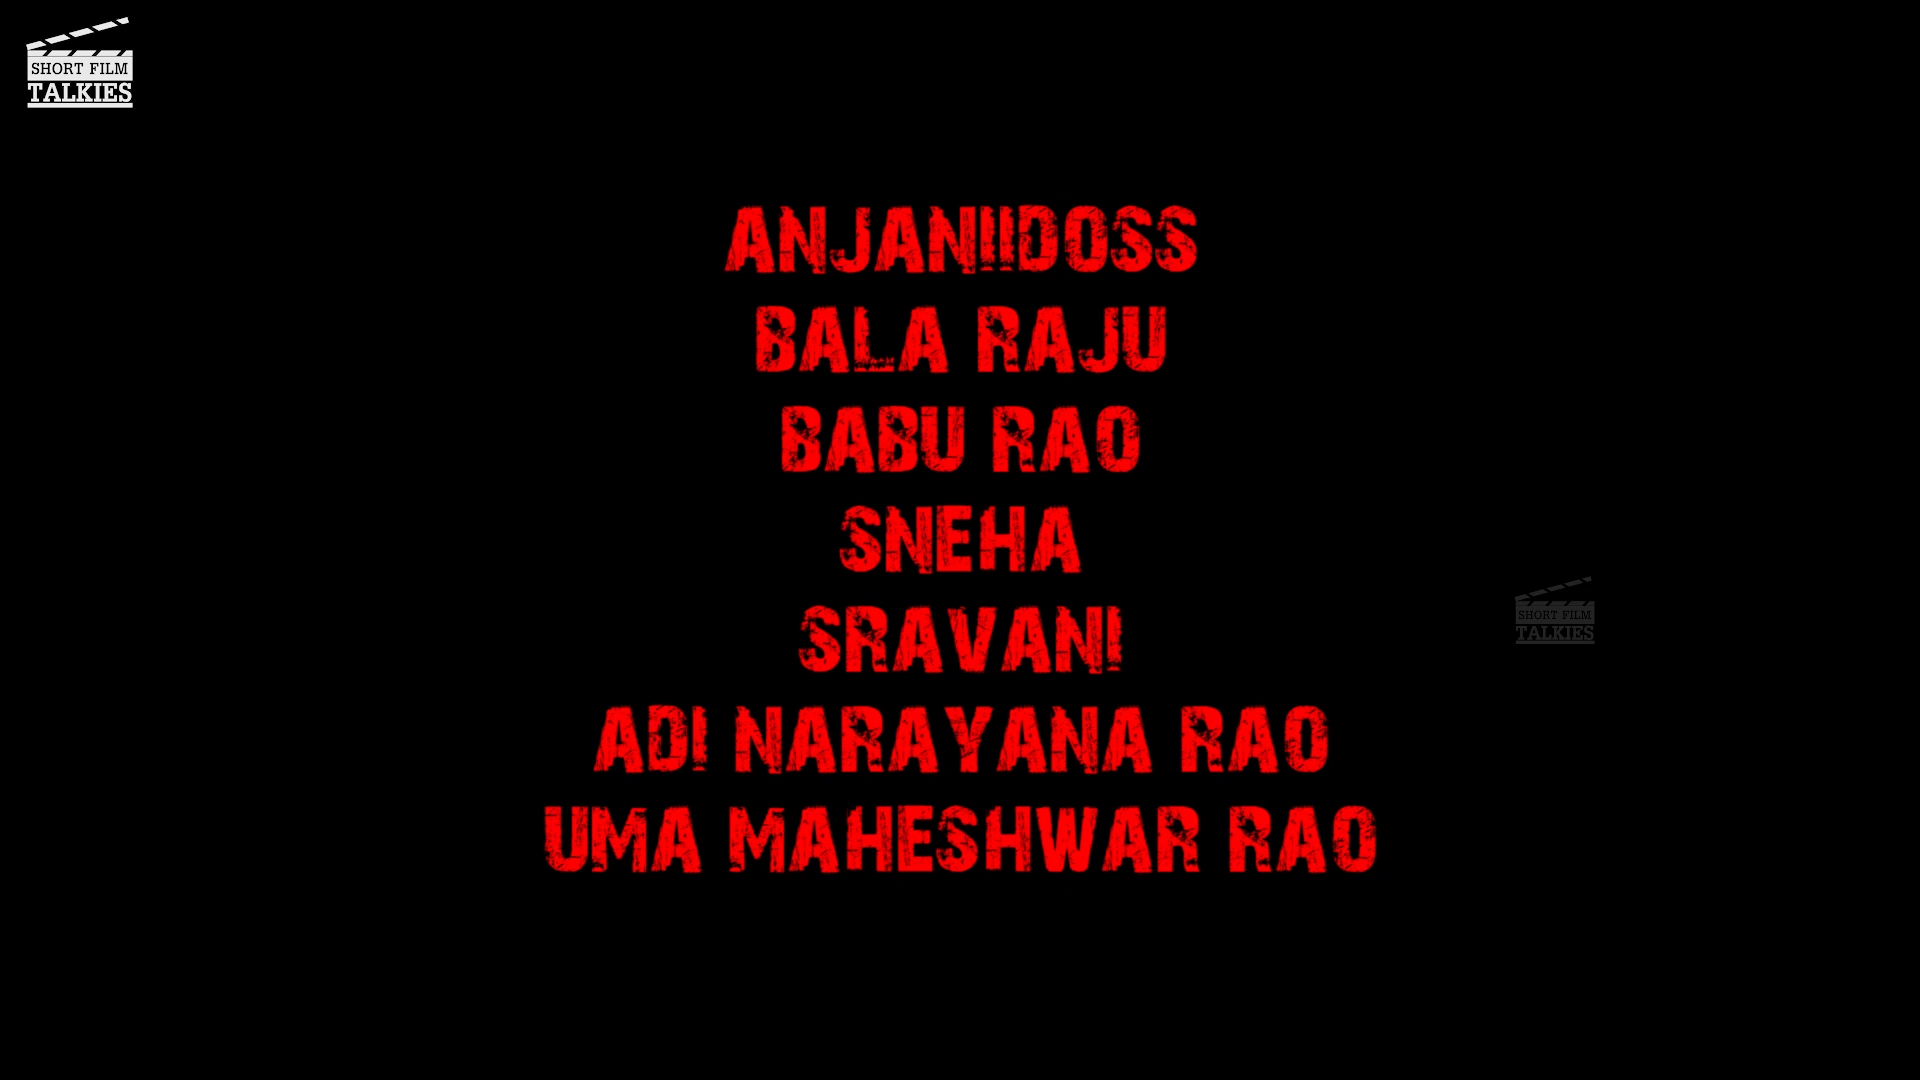 SHORT FILM
TALKIES
ANJANIIDOSS
BALA RAJU
BABU RAO
SNEHA
SRAVANI
ADI NARAYANA RAO
UMA MAHESHWAR RAO
SHORT FILM
TALKIES